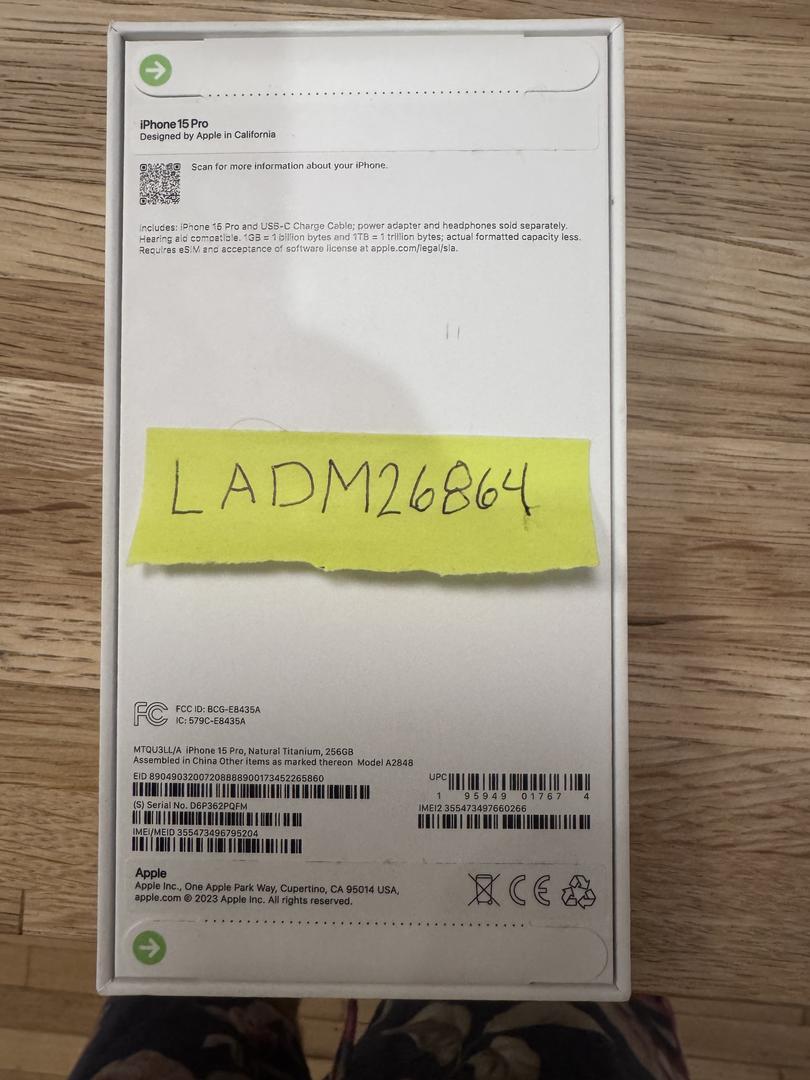 iPhone 15 Pro
Designed by Apple in California
Scan for more information about your iPhone.
Includes: iPhone 15 Pro and USB-C Charge Cable; power adapter and headphones sold separately.
Hearing aid compatible. 1GB = 1 billion bytes and 1TB = 1 trillion bytes; actual formatted capacity less.
Requires eSIM and acceptance of software license at apple.com/legal/sla.
LADM26864
FC FCC ID: BCG-E8435A
IC: 579C-E8435A
MTQU3LL/A iPhone 15 Pro, Natural Titanium, 256GB
Assembled in China Other items as marked thereon Model A2848
EID 89049032007208888900173452265860
UPC
1 95949 01767 4
(S) Serial No. D6P362PQFM
IMEI2 355473497660266
IMEI/MEID 355473496795204
Apple
Apple Inc., One Apple Park Way, Cupertino, CA 95014 USA,
apple.com © 2023 Apple Inc. All rights reserved.
CE